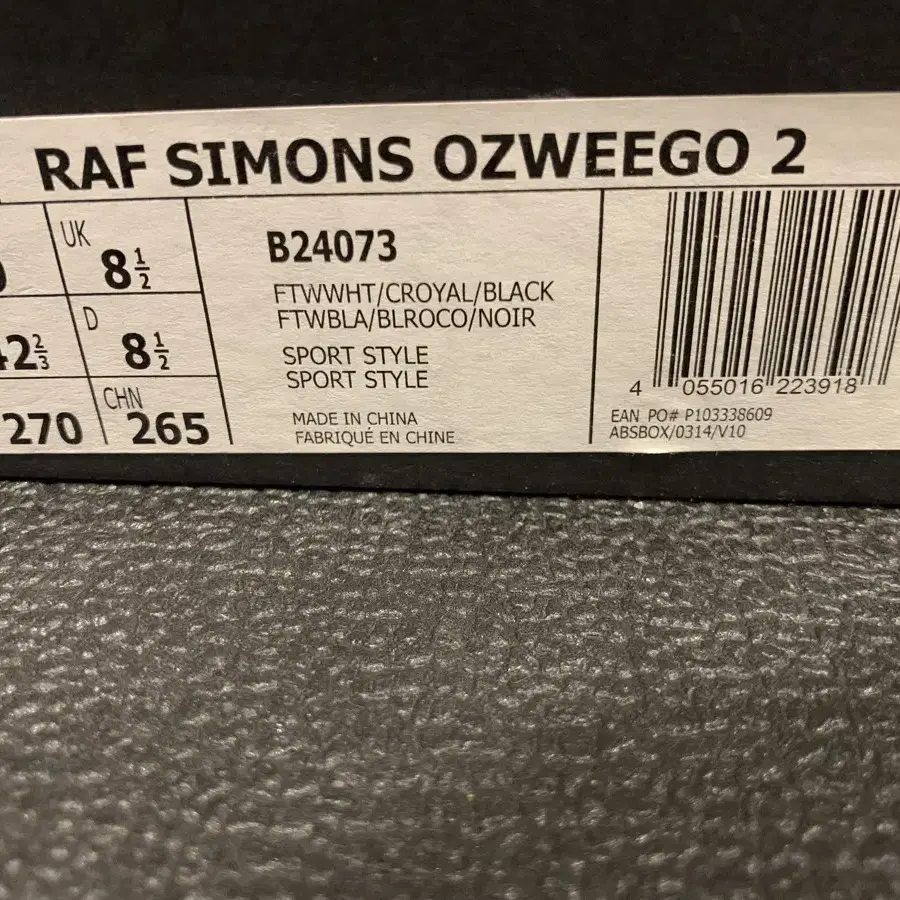 RAF SIMONS OZWEEGO 2
UK
8½
D
8½
2⅔
CHN
270
265
B24073
FTWWHT/CROYAL/BLACK
FTWBLA/BLROCO/NOIR
SPORT STYLE
SPORT STYLE
MADE IN CHINA
FABRIQUÉ EN CHINE
4 055016 223918
EAN PO# P103338609
ABSBOX/0314/V10